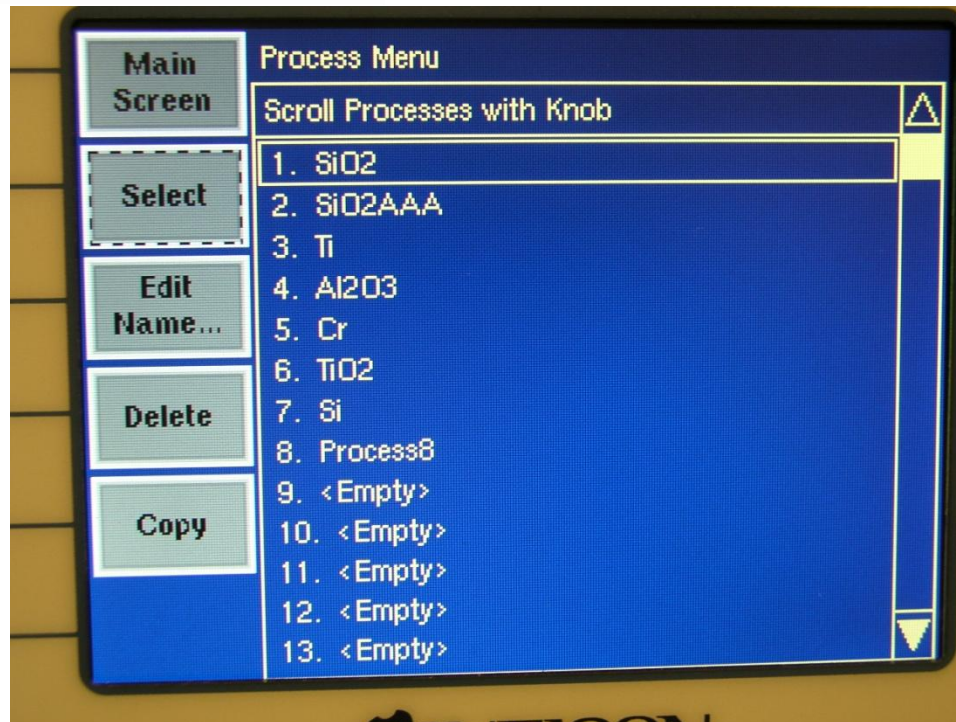 Main
Screen
Select
Edit
Name...
Delete
Copy
Process Menu
Scroll Processes with Knob
1. SiO2
2. SiO2AAA
3. Ti
4. Al2O3
5. Cr
6. TiO2
7. Si
8. Process8
9. <Empty>
10. <Empty>
11. <Empty>
12. <Empty>
13. <Empty>